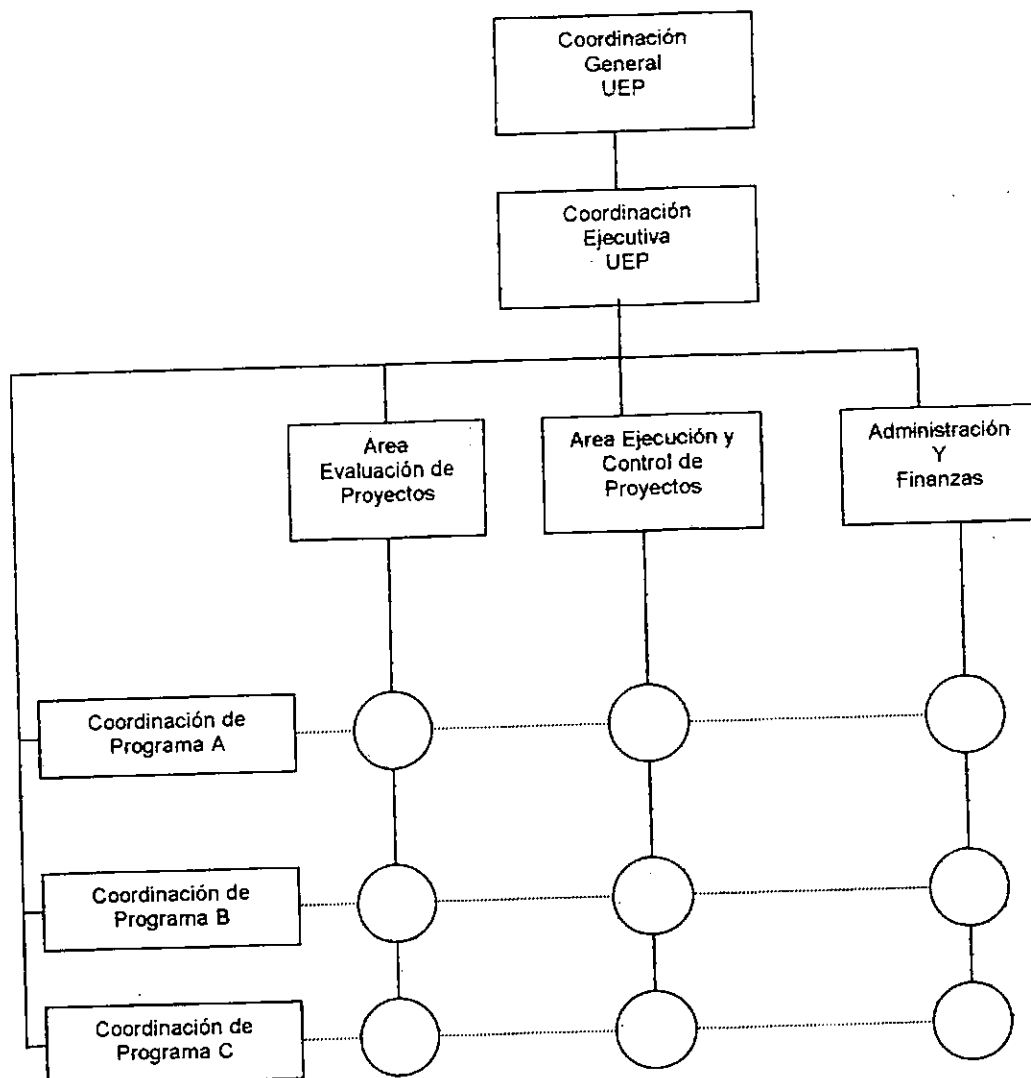 Coordinación
General
UEP
Coordinación
Ejecutiva
UEP
Area
Evaluación de
Proyectos
Area Ejecución y
Control de
Proyectos
Administración
Y
Finanzas
Coordinación de
Programa A
Coordinación de
Programa B
Coordinación de
Programa C